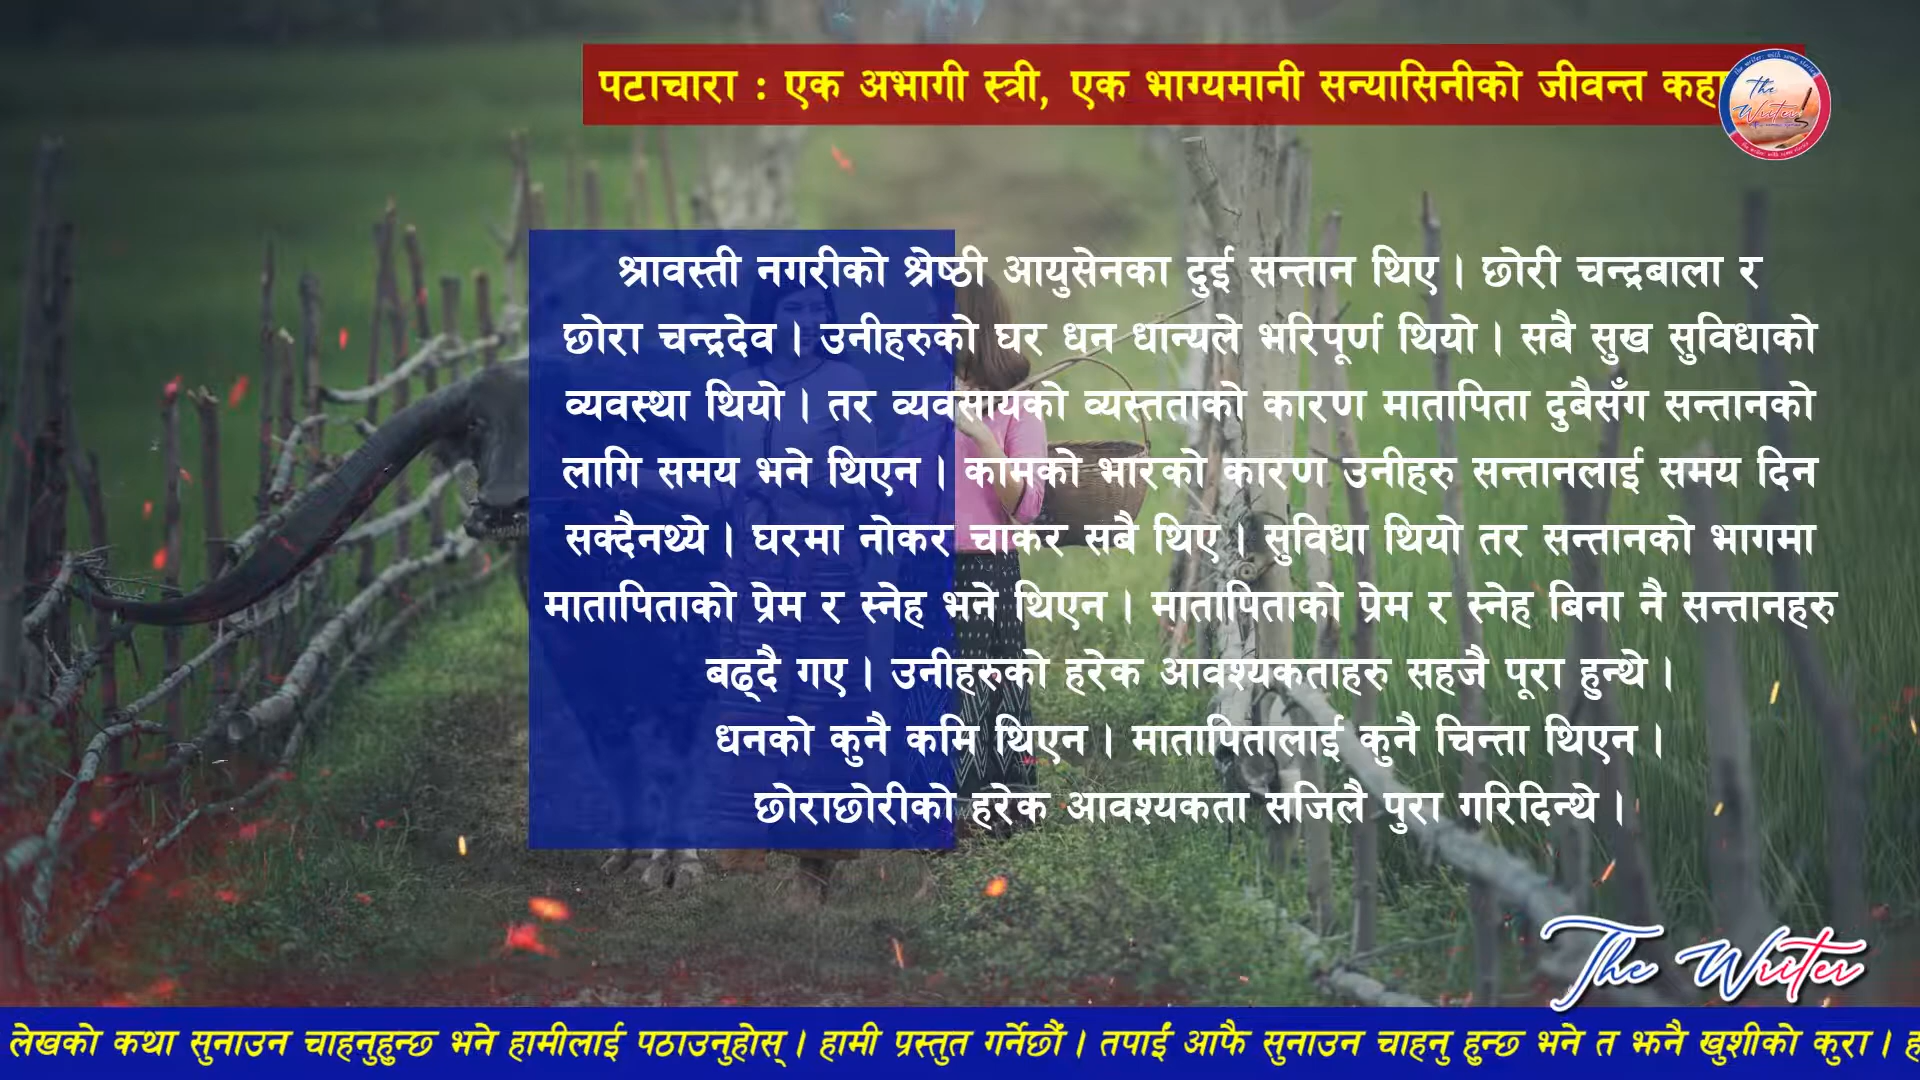 पटाचारा : एक अभागी स्त्री, एक भाग्यमानी सन्यासिनीको जीवन्त
The Writer
श्रावस्ती नगरीको श्रेष्ठी आयुसेनका दुई सन्तान थिए । छोरी चन्द्रबाला र
छोरा चन्द्रदेव । उनीहरुको घर धन धान्यले भरिपूर्ण थियो । सबै सुख सुविधाको
व्यवस्था थियो । तर व्यवसायको व्यस्तताको कारण मातापिता दुबैसँग सन्तानको
लागि समय भने थिएन । कामको भारको कारण उनीहरु सन्तानलाई समय दिन
सक्दैनथ्ये । घरमा नोकर चाकर सबै थिए । सुविधा थियो तर सन्तानको भागमा
मातापिताको प्रेम र स्नेह भने थिएन । मातापिताको प्रेम र स्नेह बिना नै सन्तानहरु
बढ्दै गए । उनीहरुको हरेक आवश्यकताहरु सहजै पूरा हुन्थे ।
धनको कुनै कमि थिएन । मातापितालाई कुनै चिन्ता थिएन ।
छोराछोरीको हरेक आवश्यकता सजिलै पुरा गरिदिन्थे ।
The Writer
लेखको कथा सुनाउन चाहनुहुन्छ भने हामीलाई पठाउनुहोस् । हामी प्रस्तुत गर्नेछौं । तपाईं आफै सुनाउन चाहनु हुन्छ भने त झनै खुशीको कुरा ।